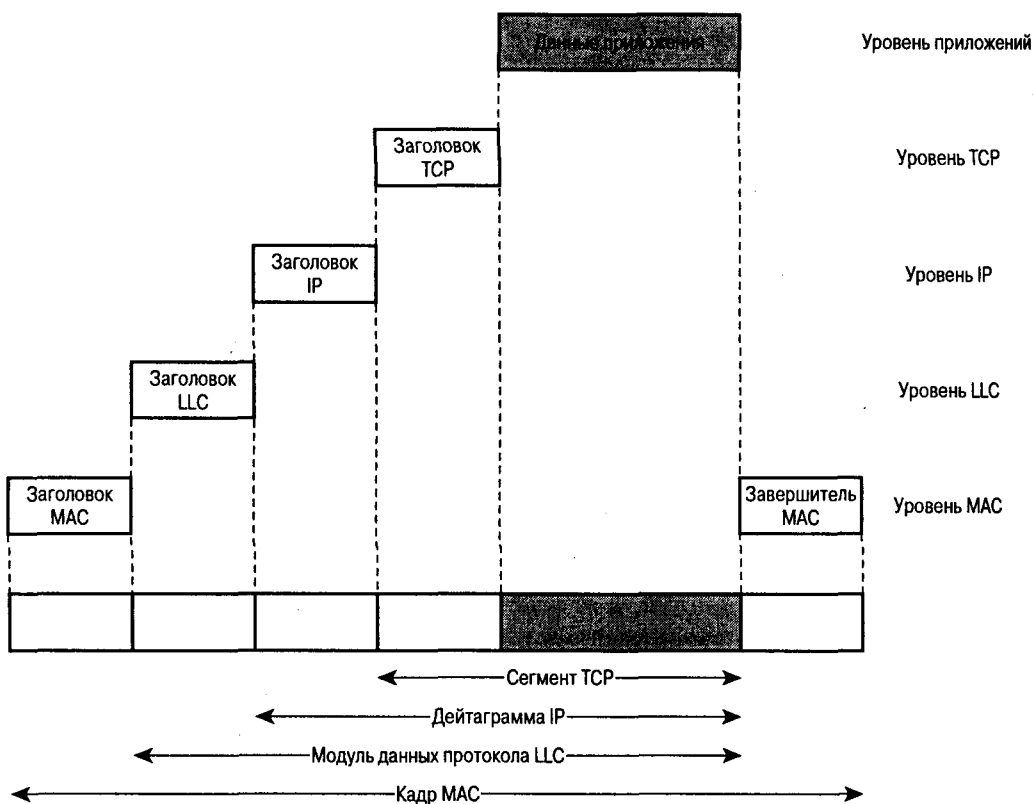 Данные приложения
Уровень приложений
Заголовок
TCP
Уровень TCP
Заголовок
IP
Уровень IP
Заголовок
LLC
Уровень LLC
Заголовок
MAC
Завершитель
MAC
Уровень MAC
Сегмент TCP
Дейтаграмма IP
Модуль данных протокола LLC
Кадр MAC